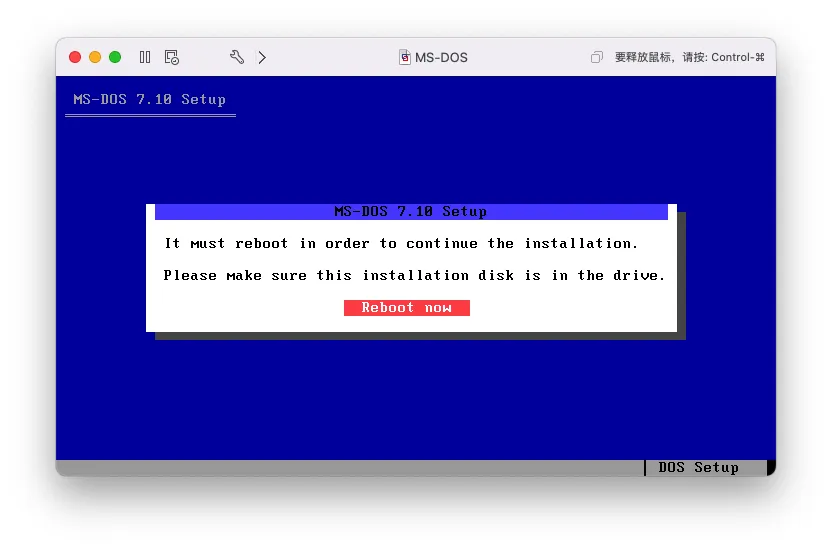 MS-DOS
要释放鼠标，请按: Control-⌘
MS-DOS 7.10 Setup
MS-DOS 7.10 Setup
It must reboot in order to continue the installation.
Please make sure this installation disk is in the drive.
Reboot now
DOS Setup